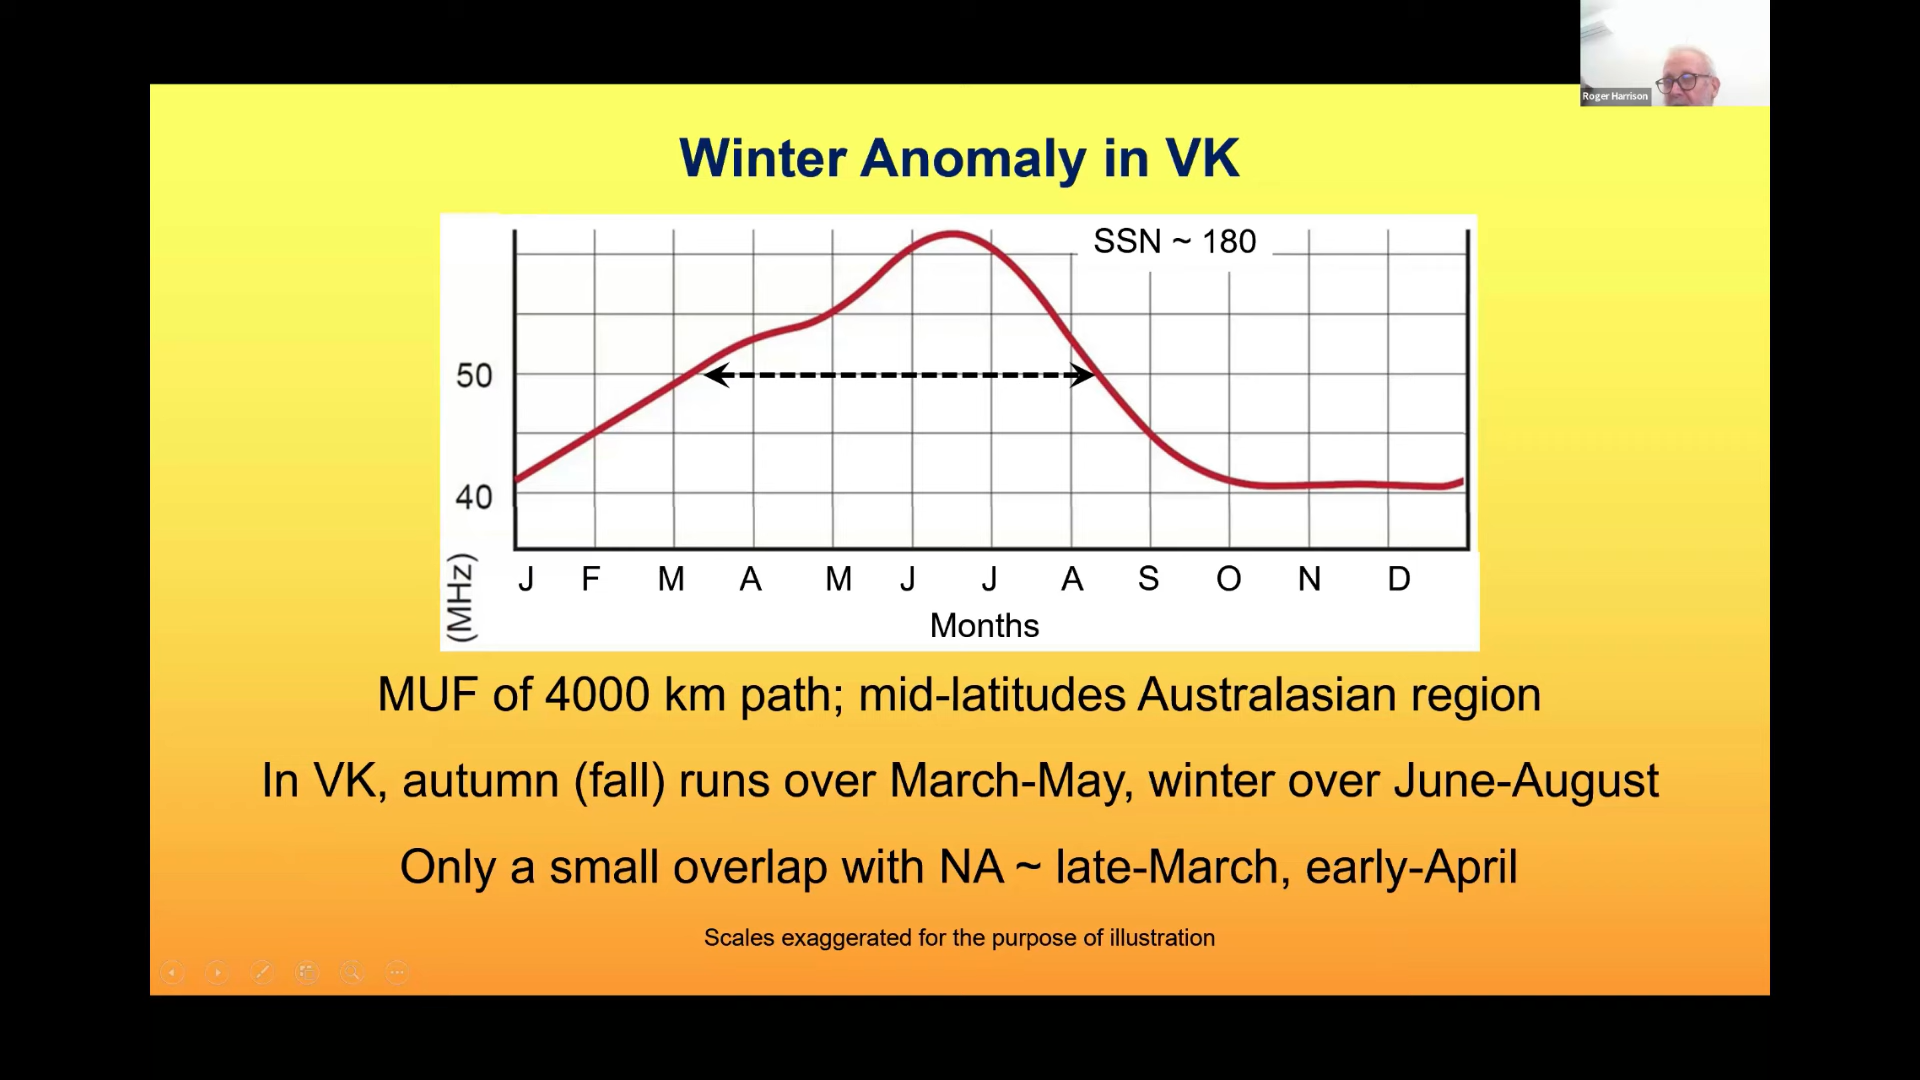 Roger Harrison
Winter Anomaly in VK
SSN ~ 180
50
40
(MHz)
J F M A M J J A S O N D
Months
MUF of 4000 km path; mid-latitudes Australasian region
In VK, autumn (fall) runs over March-May, winter over June-August
Only a small overlap with NA ~ late-March, early-April
Scales exaggerated for the purpose of illustration